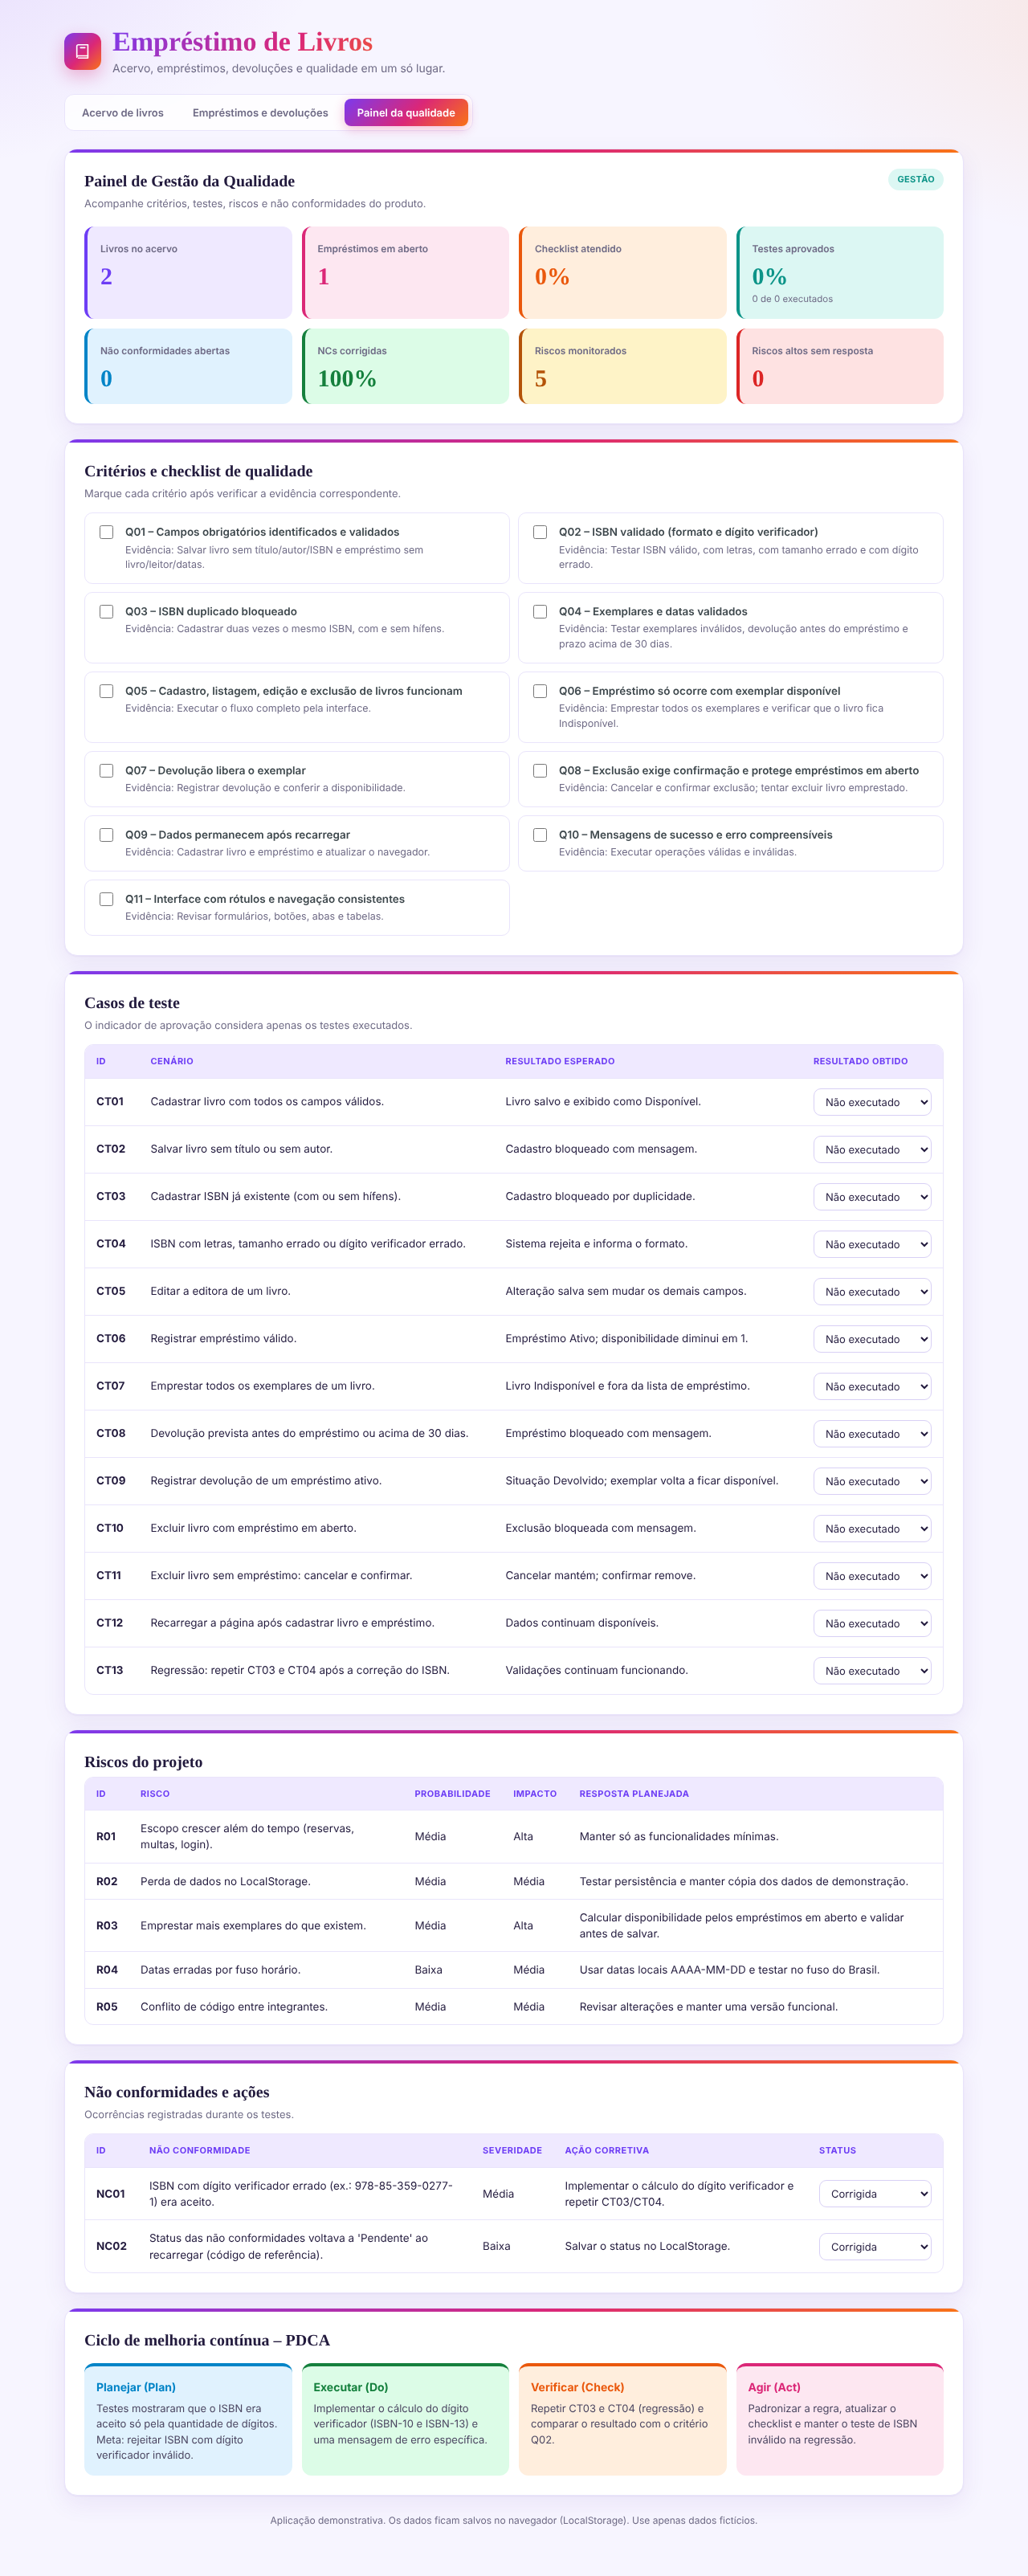 Empréstimo de Livros
Acervo, empréstimos, devoluções e qualidade em um só lugar.
Acervo de livros
Empréstimos e devoluções
Painel da qualidade
Painel de Gestão da Qualidade
GESTÃO
Acompanhe critérios, testes, riscos e não conformidades do produto.
Livros no acervo
2
Empréstimos em aberto
1
Checklist atendido
0%
Testes aprovados
0%
0 de 0 executados
Não conformidades abertas
0
NCs corrigidas
100%
Riscos monitorados
5
Riscos altos sem resposta
0
Critérios e checklist de qualidade
Marque cada critério após verificar a evidência correspondente.
Q01 – Campos obrigatórios identificados e validados
Evidência: Salvar livro sem título/autor/ISBN e empréstimo sem
livro/leitor/datas.
Q02 – ISBN validado (formato e dígito verificador)
Evidência: Testar ISBN válido, com letras, com tamanho errado e com dígito
errado.
Q03 – ISBN duplicado bloqueado
Evidência: Cadastrar duas vezes o mesmo ISBN, com e sem hífens.
Q04 – Exemplares e datas validados
Evidência: Testar exemplares inválidos, devolução antes do empréstimo e
prazo acima de 30 dias.
Q05 – Cadastro, listagem, edição e exclusão de livros funcionam
Evidência: Executar o fluxo completo pela interface.
Q06 – Empréstimo só ocorre com exemplar disponível
Evidência: Emprestar todos os exemplares e verificar que o livro fica
Indisponível.
Q07 – Devolução libera o exemplar
Evidência: Registrar devolução e conferir a disponibilidade.
Q08 – Exclusão exige confirmação e protege empréstimos em aberto
Evidência: Cancelar e confirmar exclusão; tentar excluir livro emprestado.
Q09 – Dados permanecem após recarregar
Evidência: Cadastrar livro e empréstimo e atualizar o navegador.
Q10 – Mensagens de sucesso e erro compreensíveis
Evidência: Executar operações válidas e inválidas.
Q11 – Interface com rótulos e navegação consistentes
Evidência: Revisar formulários, botões, abas e tabelas.
Casos de teste
O indicador de aprovação considera apenas os testes executados.
ID CENÁRIO RESULTADO ESPERADO RESULTADO OBTIDO
CT01 Cadastrar livro com todos os campos válidos. Livro salvo e exibido como Disponível. Não executado
CT02 Salvar livro sem título ou sem autor. Cadastro bloqueado com mensagem. Não executado
CT03 Cadastrar ISBN já existente (com ou sem hífens). Cadastro bloqueado por duplicidade. Não executado
CT04 ISBN com letras, tamanho errado ou dígito verificador errado. Sistema rejeita e informa o formato. Não executado
CT05 Editar a editora de um livro. Alteração salva sem mudar os demais campos. Não executado
CT06 Registrar empréstimo válido. Empréstimo Ativo; disponibilidade diminui em 1. Não executado
CT07 Emprestar todos os exemplares de um livro. Livro Indisponível e fora da lista de empréstimo. Não executado
CT08 Devolução prevista antes do empréstimo ou acima de 30 dias. Empréstimo bloqueado com mensagem. Não executado
CT09 Registrar devolução de um empréstimo ativo. Situação Devolvido; exemplar volta a ficar disponível. Não executado
CT10 Excluir livro com empréstimo em aberto. Exclusão bloqueada com mensagem. Não executado
CT11 Excluir livro sem empréstimo: cancelar e confirmar. Cancelar mantém; confirmar remove. Não executado
CT12 Recarregar a página após cadastrar livro e empréstimo. Dados continuam disponíveis. Não executado
CT13 Regressão: repetir CT03 e CT04 após a correção do ISBN. Validações continuam funcionando. Não executado
Riscos do projeto
ID RISCO PROBABILIDADE IMPACTO RESPOSTA PLANEJADA
R01 Escopo crescer além do tempo (reservas,
multas, login). Média Alta Manter só as funcionalidades mínimas.
R02 Perda de dados no LocalStorage. Média Média Testar persistência e manter cópia dos dados de demonstração.
R03 Emprestar mais exemplares do que existem. Média Alta Calcular disponibilidade pelos empréstimos em aberto e validar
antes de salvar.
R04 Datas erradas por fuso horário. Baixa Média Usar datas locais AAAA-MM-DD e testar no fuso do Brasil.
R05 Conflito de código entre integrantes. Média Média Revisar alterações e manter uma versão funcional.
Não conformidades e ações
Ocorrências registradas durante os testes.
ID NÃO CONFORMIDADE SEVERIDADE AÇÃO CORRETIVA STATUS
NC01 ISBN com dígito verificador errado (ex.: 978-85-359-0277-
1) era aceito. Média Implementar o cálculo do dígito verificador e
repetir CT03/CT04. Corrigida
NC02 Status das não conformidades voltava a 'Pendente' ao
recarregar (código de referência). Baixa Salvar o status no LocalStorage. Corrigida
Ciclo de melhoria contínua – PDCA
Planejar (Plan)
Testes mostraram que o ISBN era
aceito só pela quantidade de dígitos.
Meta: rejeitar ISBN com dígito
verificador inválido.
Executar (Do)
Implementar o cálculo do dígito
verificador (ISBN-10 e ISBN-13) e
uma mensagem de erro específica.
Verificar (Check)
Repetir CT03 e CT04 (regressão) e
comparar o resultado com o critério
Q02.
Agir (Act)
Padronizar a regra, atualizar o
checklist e manter o teste de ISBN
inválido na regressão.
Aplicação demonstrativa. Os dados ficam salvos no navegador (LocalStorage). Use apenas dados fictícios.